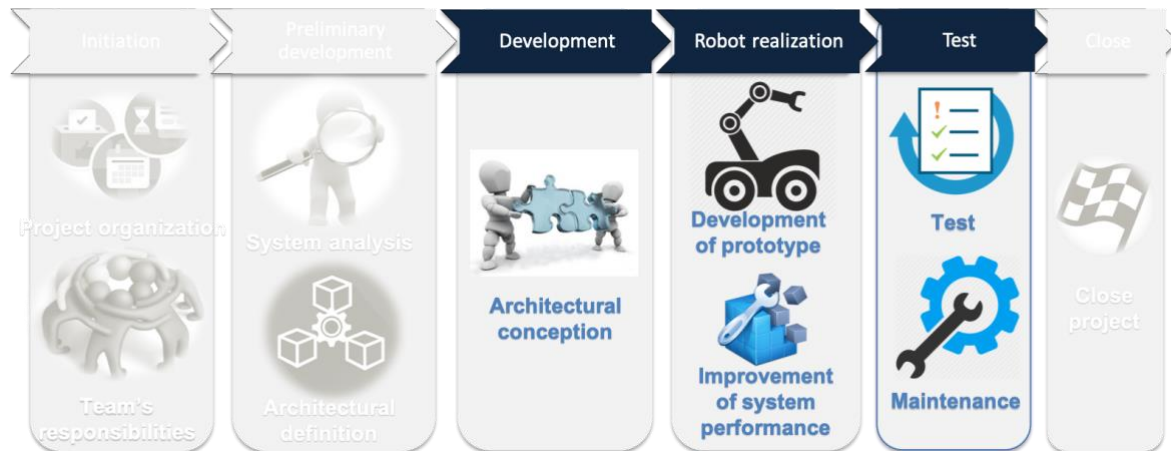 Initiation
Preliminary
development
Development
Robot realization
Test
Close
Project organization
Team's
responsibilities
System analysis
Architectural
definition
Architectural
conception
Development
of prototype
Improvement
of system
performance
Test
Maintenance
Close
project